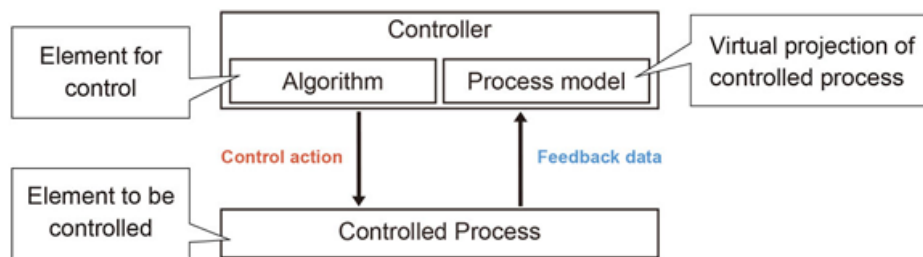 Controller
Element for
control
Algorithm
Process model
Virtual projection of
controlled process
Control action
Feedback data
Element to be
controlled
Controlled Process